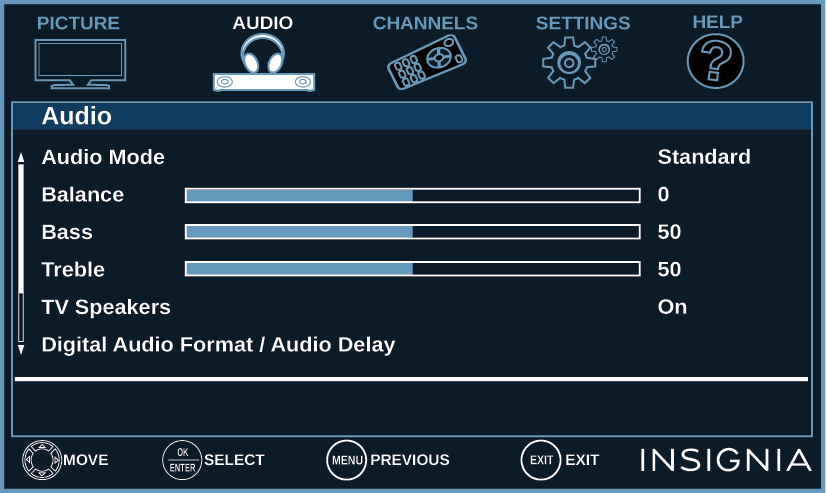 PICTURE AUDIO CHANNELS SETTINGS HELP
?
Audio
Audio Mode Standard
Balance 0
Bass 50
Treble 50
TV Speakers On
Digital Audio Format / Audio Delay
MOVE OK ENTER SELECT MENU PREVIOUS EXIT EXIT INSIGNIA